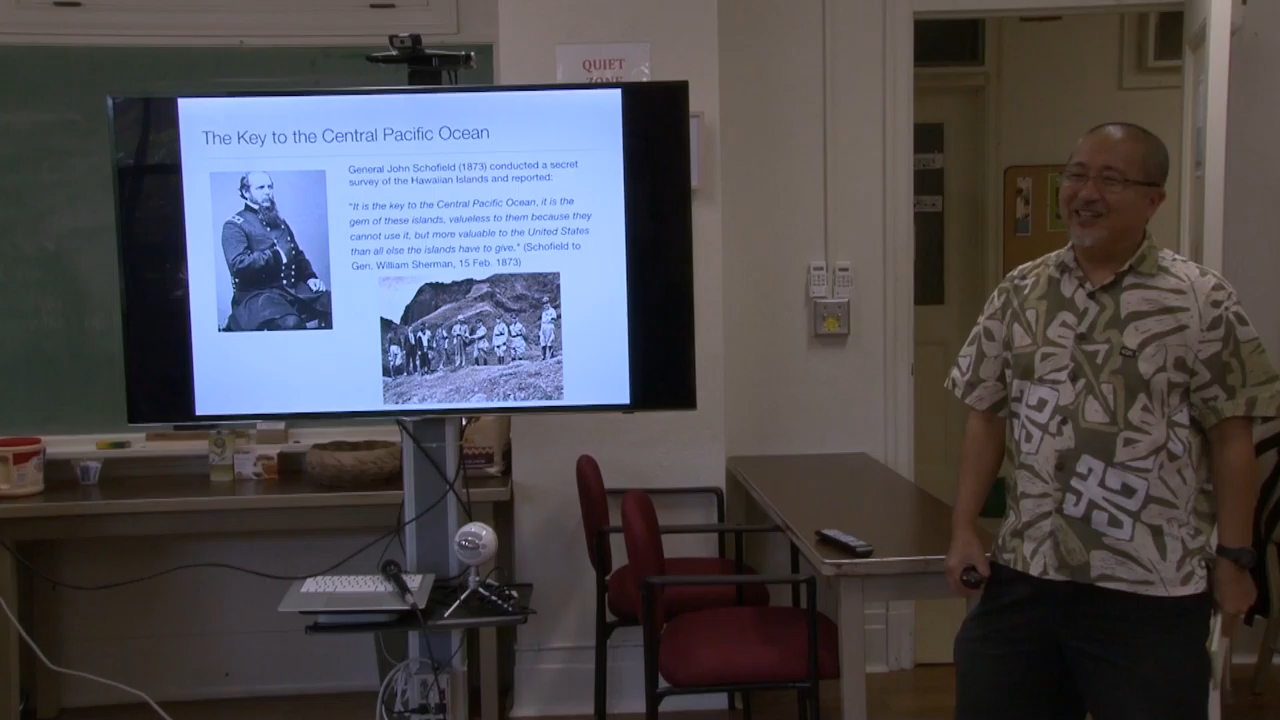 QUIET
ZONE
The Key to the Central Pacific Ocean
General John Schofield (1873) conducted a secret
survey of the Hawaiian Islands and reported:
"It is the key to the Central Pacific Ocean, it is the
gem of these islands, valueless to them because they
cannot use it, but more valuable to the United States
than all else the islands have to give." (Schofield to
Gen. William Sherman, 15 Feb. 1873)